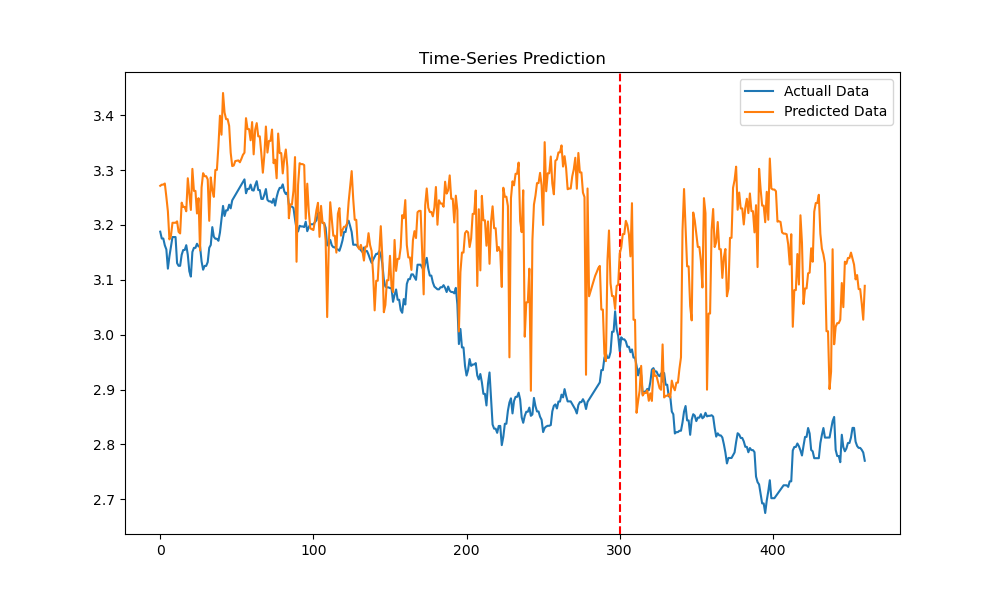 Time-Series Prediction
Actuall Data
Predicted Data
3.4
3.3
3.2
3.1
3.0
2.9
2.8
2.7
0 100 200 300 400